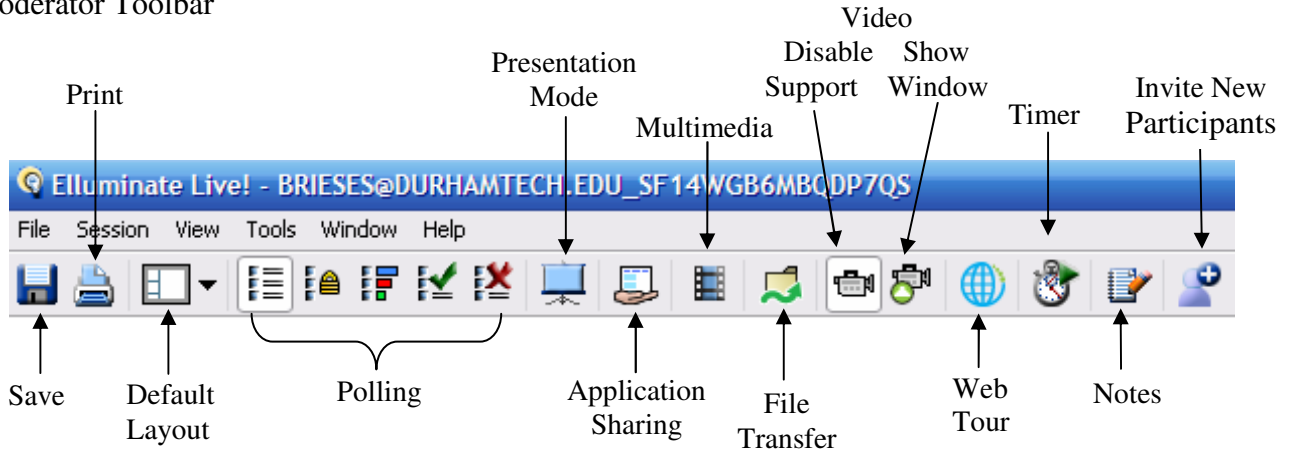 oderator Toolbar
Video
Disable Show
Support Window
Presentation
Mode
Print
Multimedia
Timer
Invite New
Participants
Elluminate Live! - BRIESES@DURHAMTECH.EDU_SF14WGB6MBQDP7QS
File Session View Tools Window Help
Save
Default
Layout
Polling
Application
Sharing
File
Transfer
Web
Tour
Notes